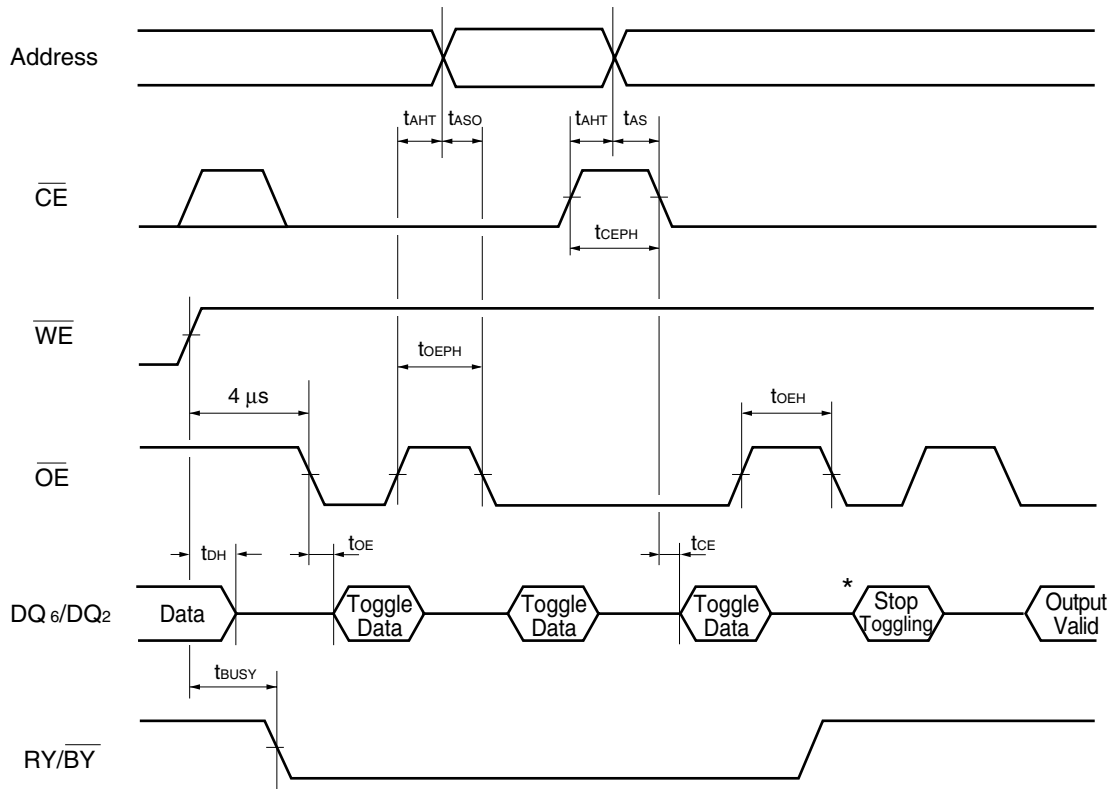 Address
tAHT tASO tAHT tAS
CE
tCEPH
WE
tOEPH
4 μs
tOEH
OE
tDH
tOE
tCE
*
DQ6/DQ2
Data
Toggle
Data
Toggle
Data
Toggle
Data
Stop
Toggling
Output
Valid
tBUSY
RY/BY